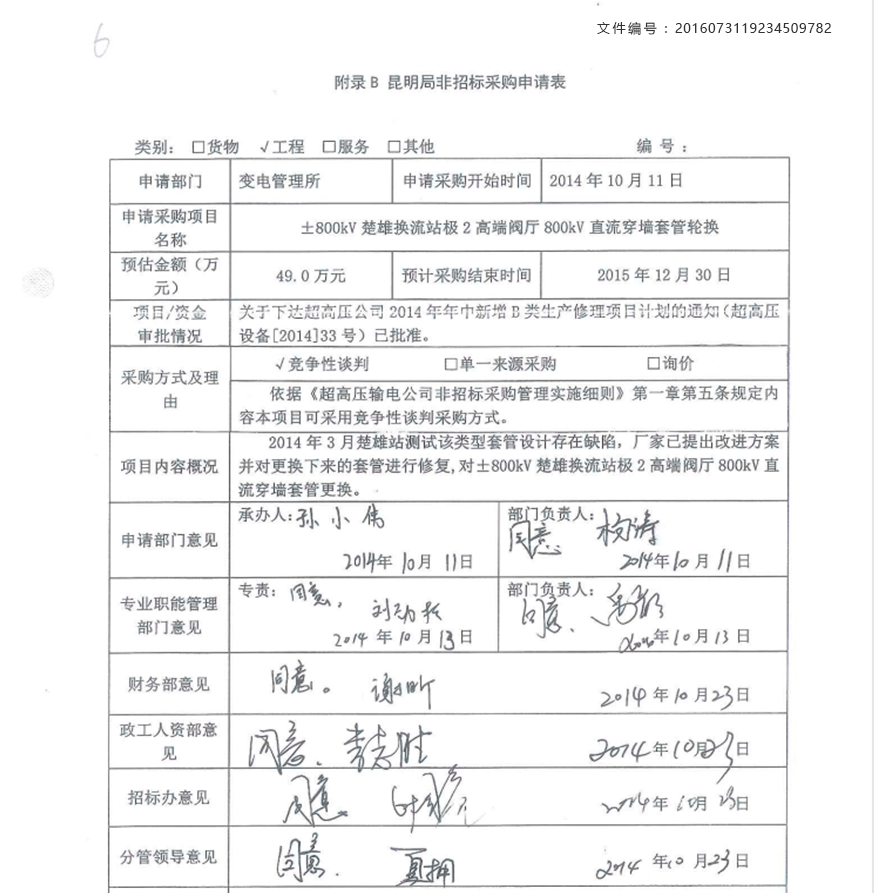 6
文件编号：2016073119234509782
附录B 昆明局非招标采购申请表
类别： □货物 √工程 □服务 □其他 编 号：
申请部门 变电管理所 申请采购开始时间 2014年10月11日
申请采购项目
名称
±800kV楚雄换流站极2高端阀厅800kV直流穿墙套管轮换
预估金额（万
元）
49.0万元 预计采购结束时间 2015年12月30日
项目/资金
审批情况
关于下达超高压公司2014年年中新增B类生产修理项目计划的通知（超高压
设备[2014]33号）已批准。
采购方式及理
由
√竞争性谈判 □单一来源采购 □询价
依据《超高压输电公司非招标采购管理实施细则》第一章第五条规定内
容本项目可采用竞争性谈判采购方式。
项目内容概况
2014年3月楚雄站测试该类型套管设计存在缺陷，厂家已提出改进方案
并对更换下来的套管进行修复,对±800kV楚雄换流站极2高端阀厅800kV直
流穿墙套管更换。
申请部门意见
承办人:孙小伟
2014年10月11日
部门负责人:
同意
2014年10月11日
专业职能管理
部门意见
专责：同意，
2014年10月13日
部门负责人:
同意、
年10月13日
财务部意见 同意。 谢昕 2014年10月23日
政工人资部意
见
同意、李志胜 2014年10月23日
招标办意见 同意 2014年10月23日
分管领导意见 同意. 夏拥 2014年10月23日